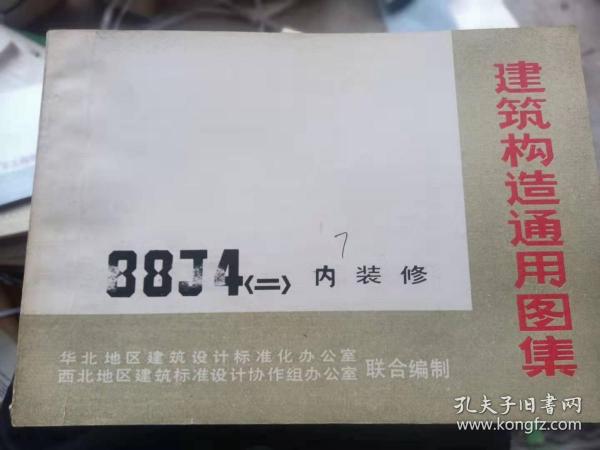 建筑构造通用图集
7
88J4〈二〉 内装修
华北地区建筑设计标准化办公室
西北地区建筑标准设计协作组办公室
联合编制
孔夫子旧书网
www.kongfz.com